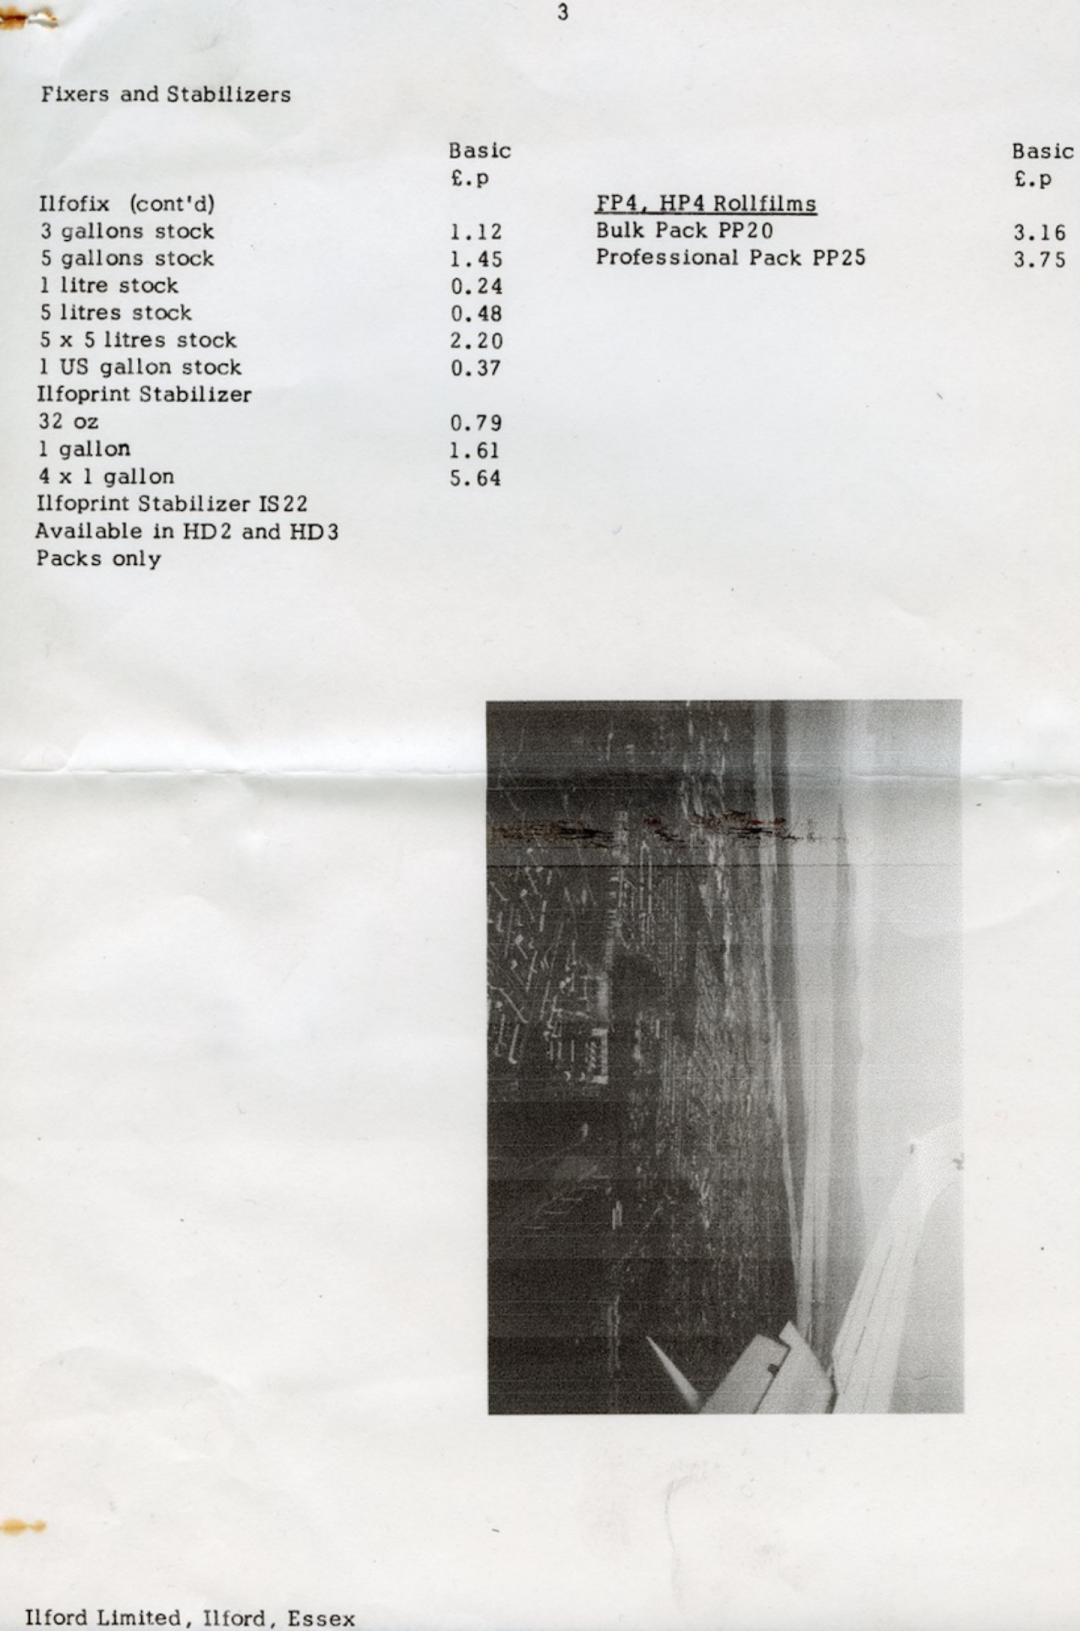 3
Fixers and Stabilizers
Basic
£.p
Ilfofix (cont'd)
3 gallons stock 1.12
5 gallons stock 1.45
1 litre stock 0.24
5 litres stock 0.48
5 x 5 litres stock 2.20
1 US gallon stock 0.37
Ilfoprint Stabilizer
32 oz 0.79
1 gallon 1.61
4 x 1 gallon 5.64
Ilfoprint Stabilizer IS22
Available in HD2 and HD3
Packs only
Basic
£.p
FP4, HP4 Rollfilms
Bulk Pack PP20 3.16
Professional Pack PP25 3.75
Ilford Limited, Ilford, Essex